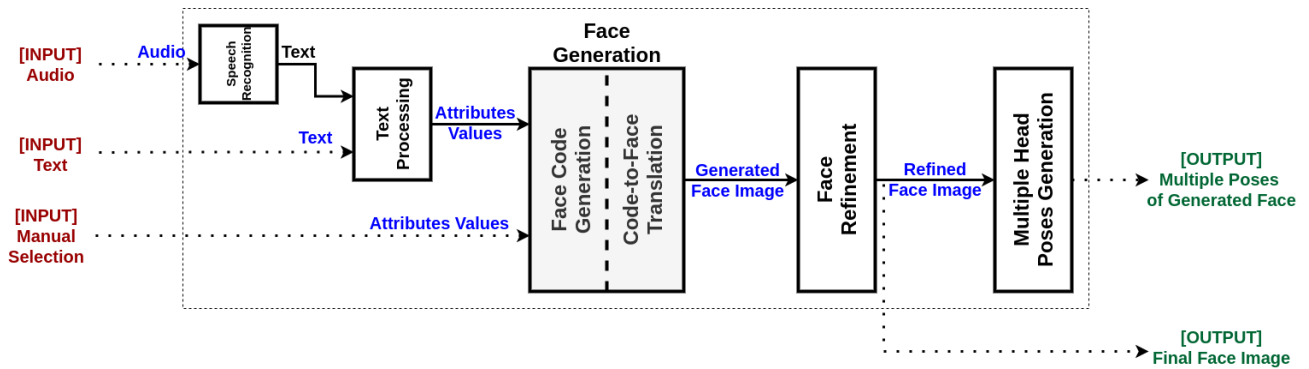 [INPUT]
Audio
Audio
Speech
Recognition
Text
[INPUT]
Text
Text
Text
Processing
Attributes
Values
[INPUT]
Manual
Selection
Attributes Values
Face
Generation
Face Code
Generation
Code-to-Face
Translation
Generated
Face Image
Face
Refinement
Refined
Face Image
Multiple Head
Poses Generation
[OUTPUT]
Multiple Poses
of Generated Face
[OUTPUT]
Final Face Image